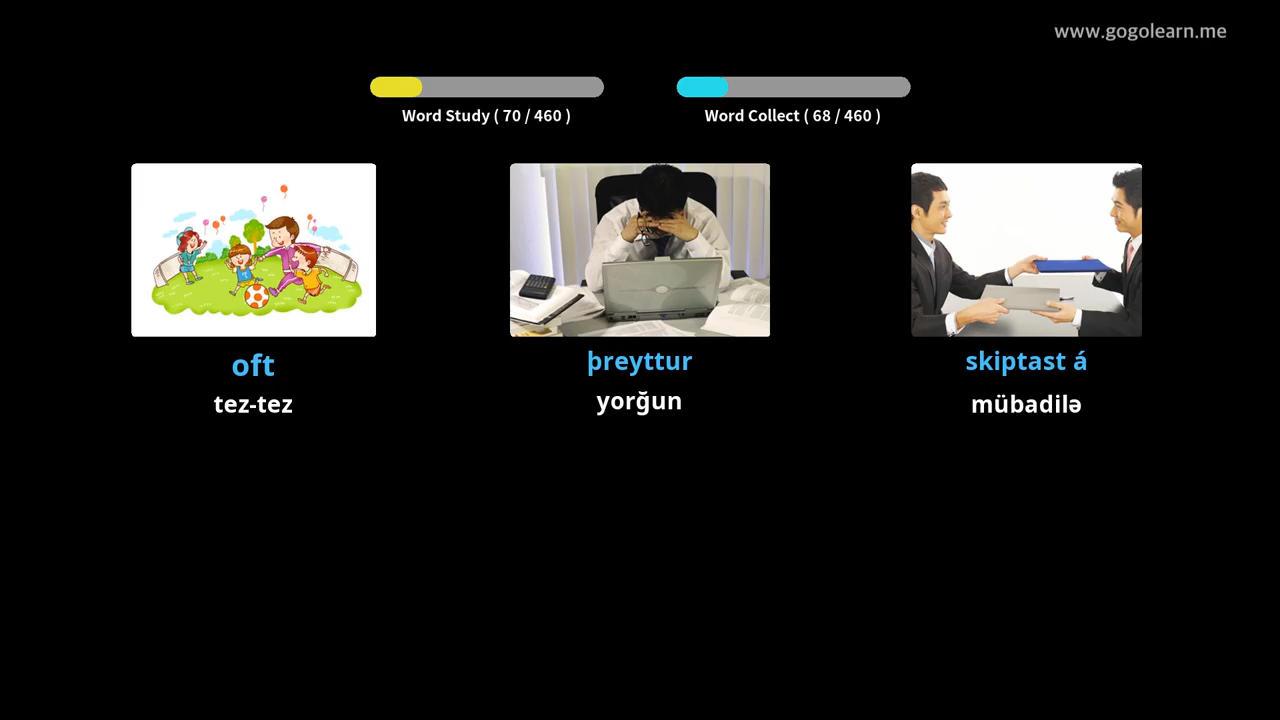 www.gogolearn.me
Word Study ( 70 / 460 )
Word Collect ( 68 / 460 )
oft
tez-tez
þreyttur
yorğun
skiptast á
mübadilə